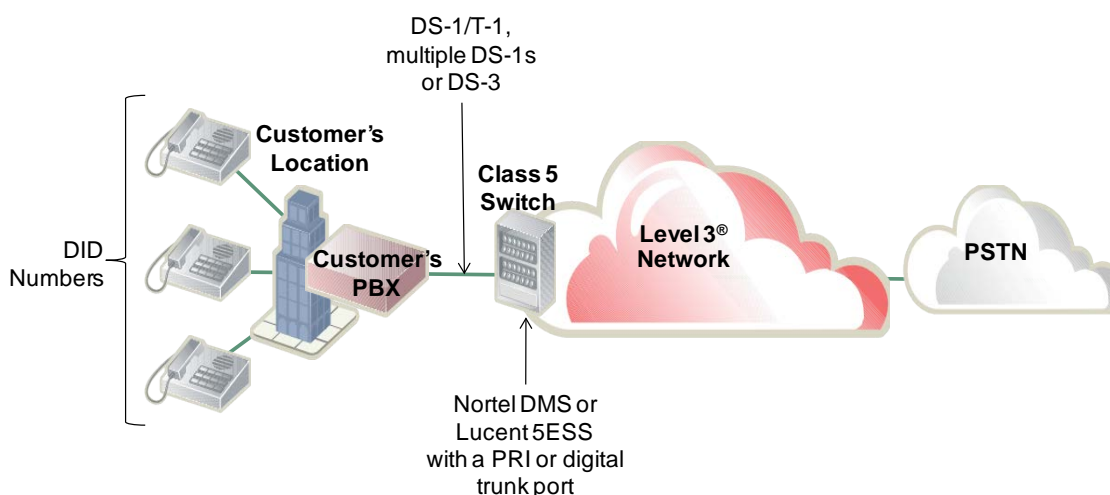 DS-1/T-1,
multiple DS-1s
or DS-3
Customer's
Location
Class 5
Switch
DID
Numbers
Customer's
PBX
Level 3®
Network
PSTN
Nortel DMS or
Lucent 5ESS
with a PRI or digital
trunk port